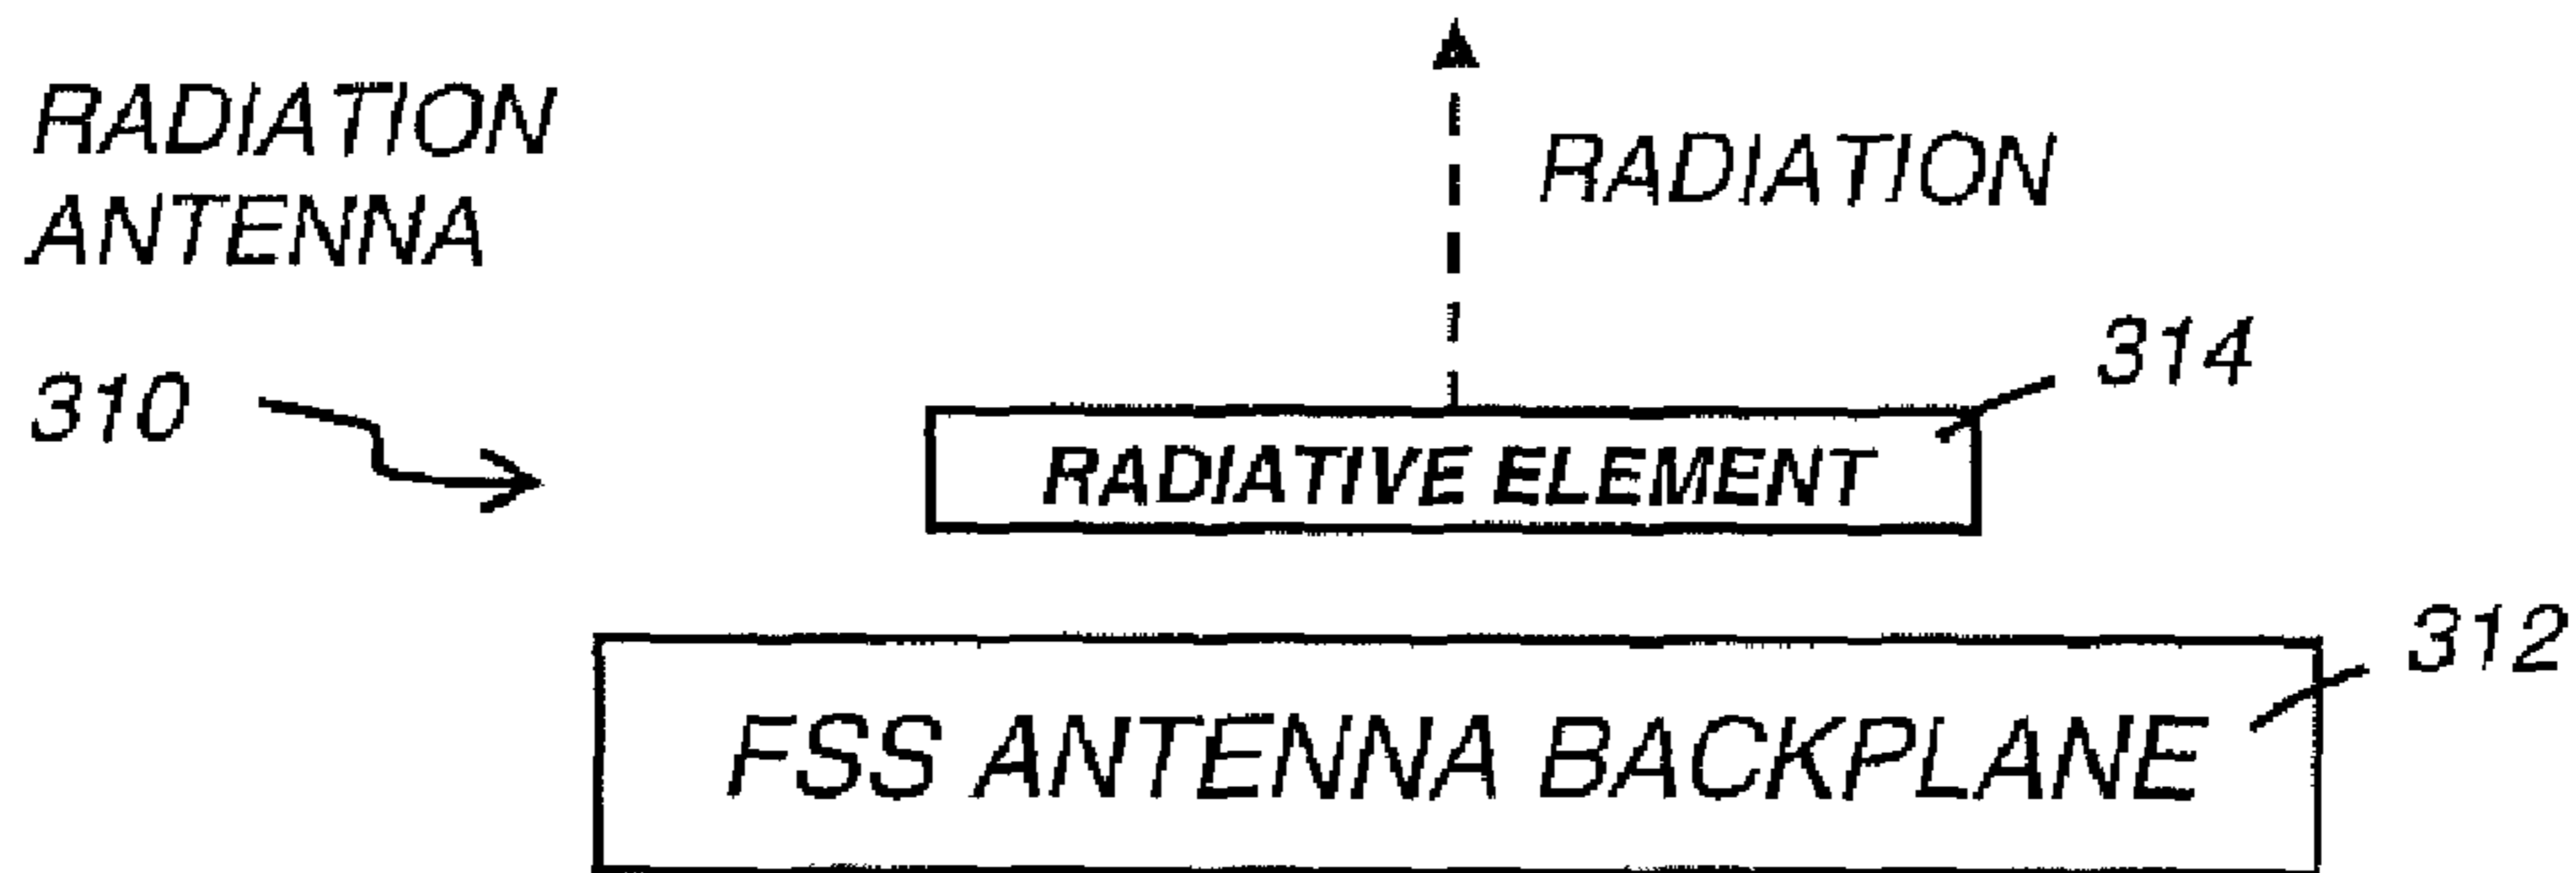 RADIATION
ANTENNA
RADIATION
310
314
RADIATIVE ELEMENT
312
FSS ANTENNA BACKPLANE